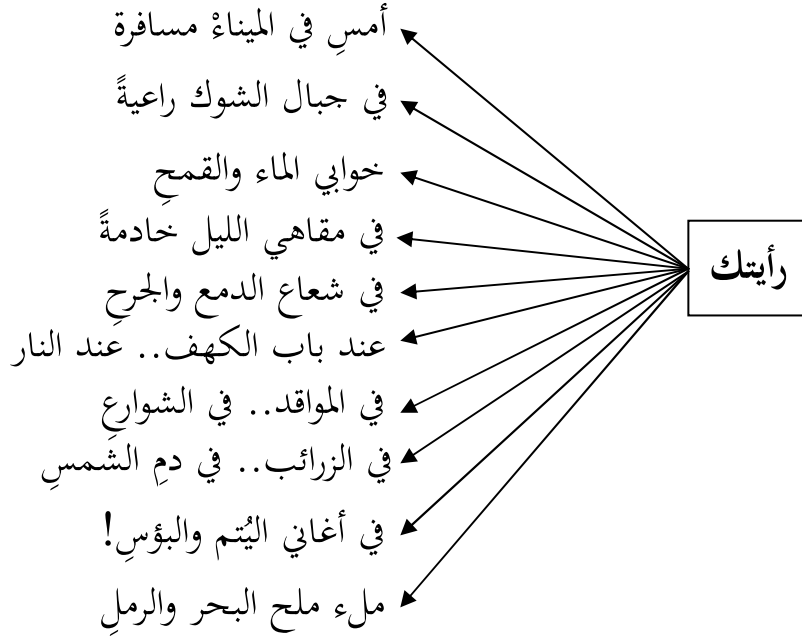 رأيتك
أمسِ في الميناءْ مسافرة
في جبال الشوك راعيةً
خوابي الماء والقمحِ
في مقاهي الليل خادمةً
في شعاع الدمع والجرحِ
عند باب الكهف.. عند النار
في المواقد.. في الشوارعِ
في الزرائب.. في دمِ الشمسِ
في أغاني اليُتم والبؤسِ!
ملء ملح البحر والرملِ